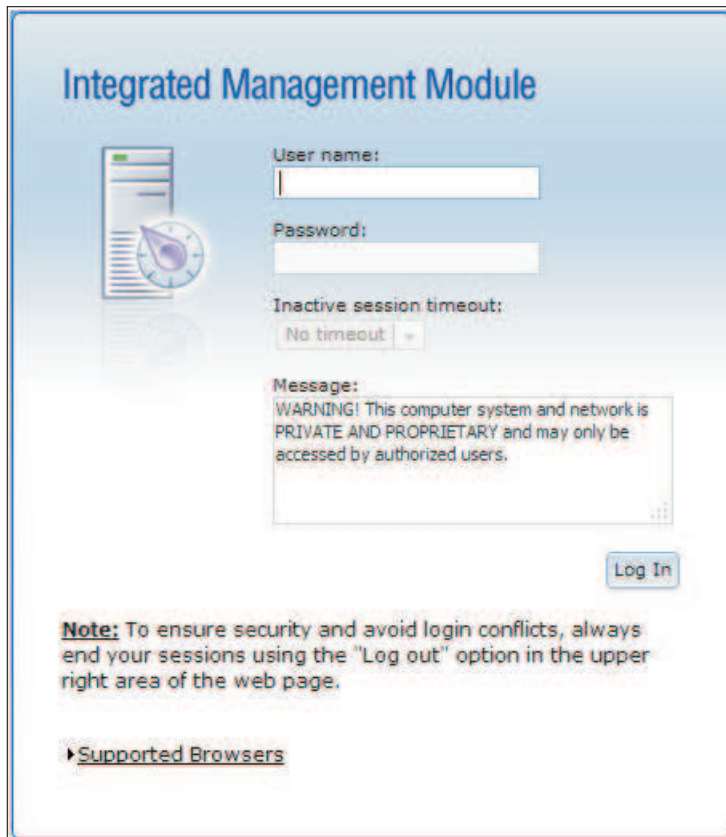 Integrated Management Module
User name:
Password:
Inactive session timeout:
No timeout
Message:
WARNING! This computer system and network is
PRIVATE AND PROPRIETARY and may only be
accessed by authorized users.
Log In
Note: To ensure security and avoid login conflicts, always
end your sessions using the "Log out" option in the upper
right area of the web page.
Supported Browsers